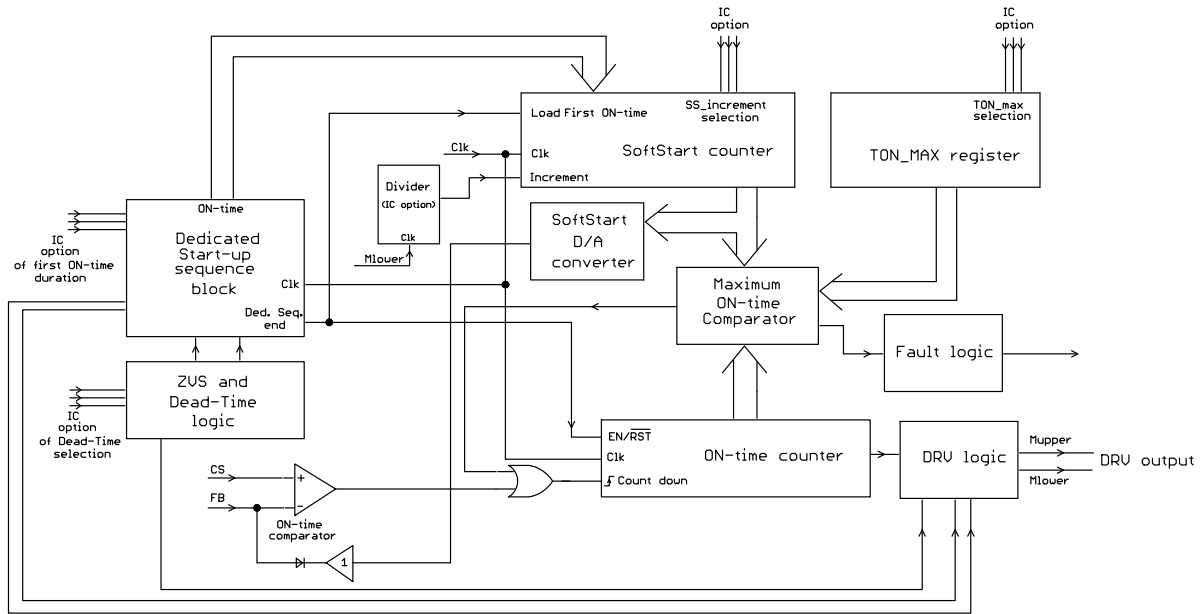 IC
option
IC
option
Load First ON-time
SS_increment
selection
TON_max
selection
Clk
Clk
SoftStart counter
TON_MAX register
Increment
Divider
(IC option)
Clk
Mlower
ON-time
Dedicated
Start-up
sequence
block
IC
option
of first ON-time
duration
Clk
Ded. Seq.
end
SoftStart
D/A
converter
Maximum
ON-time
Comparator
Fault logic
ZVS and
Dead-Time
logic
IC
option
of Dead-Time
selection
EN/RST
Clk
ON-time counter
Count down
DRV logic
Mupper
DRV output
Mlower
CS
+
FB
-
ON-time
comparator
1